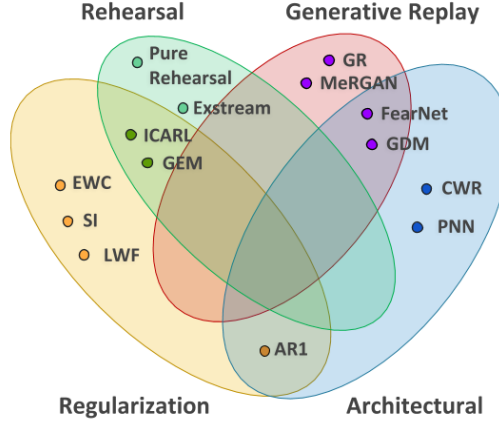 Rehearsal
Generative Replay
Pure
Rehearsal
Exstream
GR
MeRGAN
FearNet
GDM
ICARL
GEM
EWC
SI
LWF
CWR
PNN
AR1
Regularization
Architectural